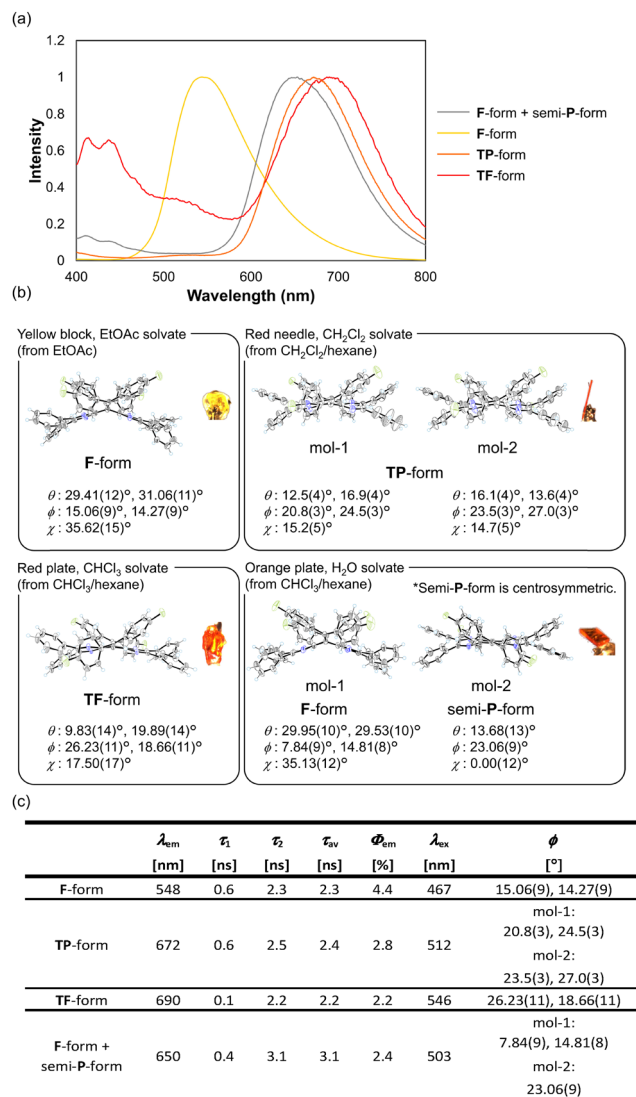 (a)
1.2
1
0.8
0.6
0.4
0.2
0
Intensity
400 500 600 700 800
Wavelength (nm)
F-form + semi-P-form
F-form
TP-form
TF-form
(b)
Yellow block, EtOAc solvate
(from EtOAc)
F-form
θ : 29.41(12)°, 31.06(11)°
ϕ : 15.06(9)°, 14.27(9)°
χ : 35.62(15)°
Red needle, CH₂Cl₂ solvate
(from CH₂Cl₂/hexane)
mol-1 mol-2
TP-form
θ : 12.5(4)°, 16.9(4)°
ϕ : 20.8(3)°, 24.5(3)°
χ : 15.2(5)°
θ : 16.1(4)°, 13.6(4)°
ϕ : 23.5(3)°, 27.0(3)°
χ : 14.7(5)°
Red plate, CHCl₃ solvate
(from CHCl₃/hexane)
TF-form
θ : 9.83(14)°, 19.89(14)°
ϕ : 26.23(11)°, 18.66(11)°
χ : 17.50(17)°
Orange plate, H₂O solvate
(from CHCl₃/hexane)
*Semi-P-form is centrosymmetric.
mol-1 mol-2
F-form semi-P-form
θ : 29.95(10)°, 29.53(10)°
ϕ : 7.84(9)°, 14.81(8)°
χ : 35.13(12)°
θ : 13.68(13)°
ϕ : 23.06(9)°
χ : 0.00(12)°
(c)
λem τ1 τ2 τav Φem λex ϕ
[nm] [ns] [ns] [ns] [%] [nm] [°]
F-form 548 0.6 2.3 2.3 4.4 467 15.06(9), 14.27(9)
TP-form 672 0.6 2.5 2.4 2.8 512
mol-1:
20.8(3), 24.5(3)
mol-2:
23.5(3), 27.0(3)
TF-form 690 0.1 2.2 2.2 2.2 546 26.23(11), 18.66(11)
F-form +
semi-P-form
650 0.4 3.1 3.1 2.4 503
mol-1:
7.84(9), 14.81(8)
mol-2:
23.06(9)